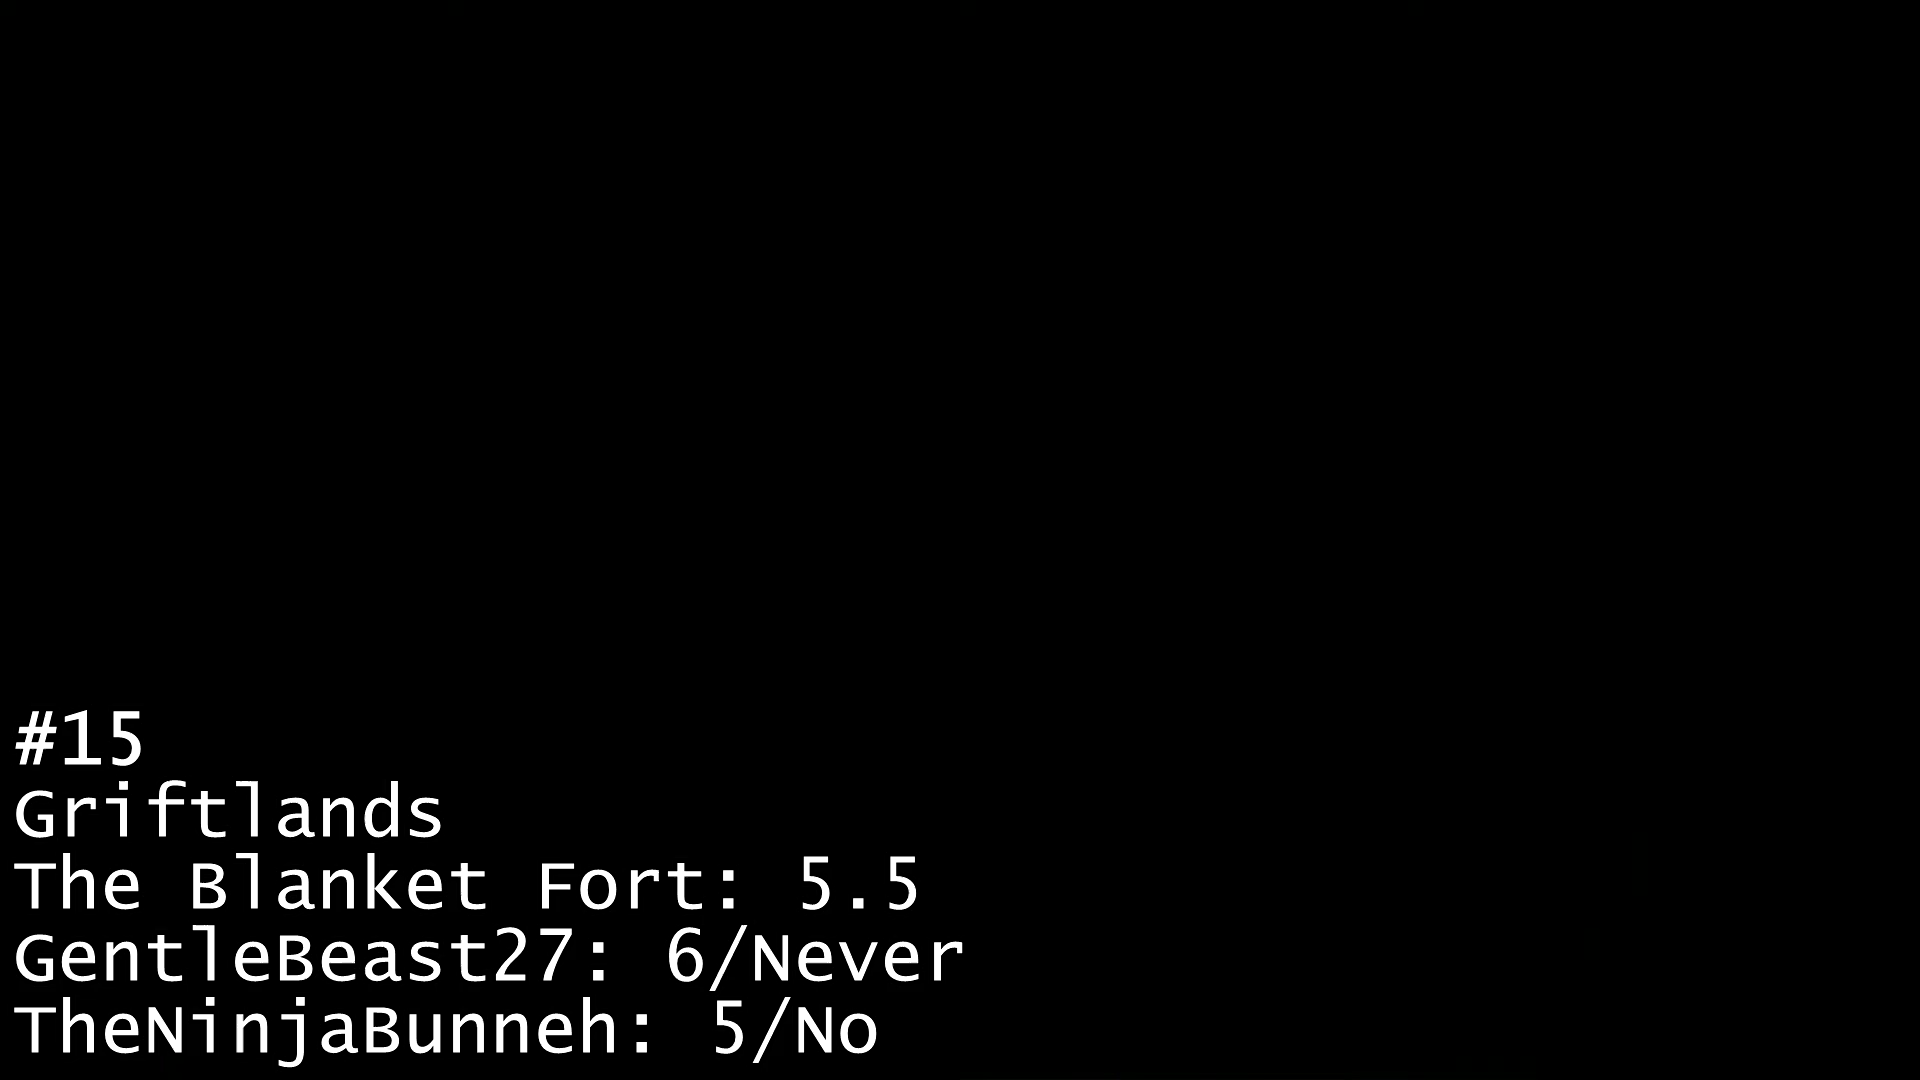 #15
Griftlands
The Blanket Fort: 5.5
GentleBeast27: 6/Never
TheNinjaBunneh: 5/No